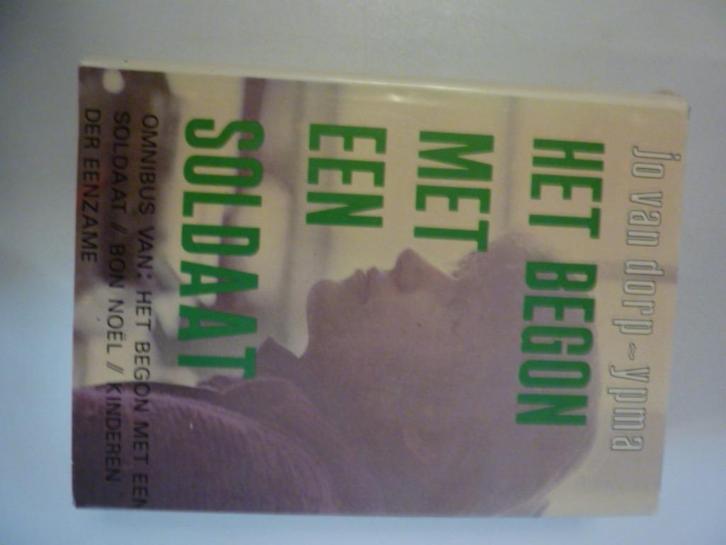 jo van dorp~ypma
HET BEGON
MET
EEN
SOLDAAT
OMNIBUS VAN: HET BEGON MET EEN
SOLDAAT // BON NOËL // KINDEREN
DER EENZAME